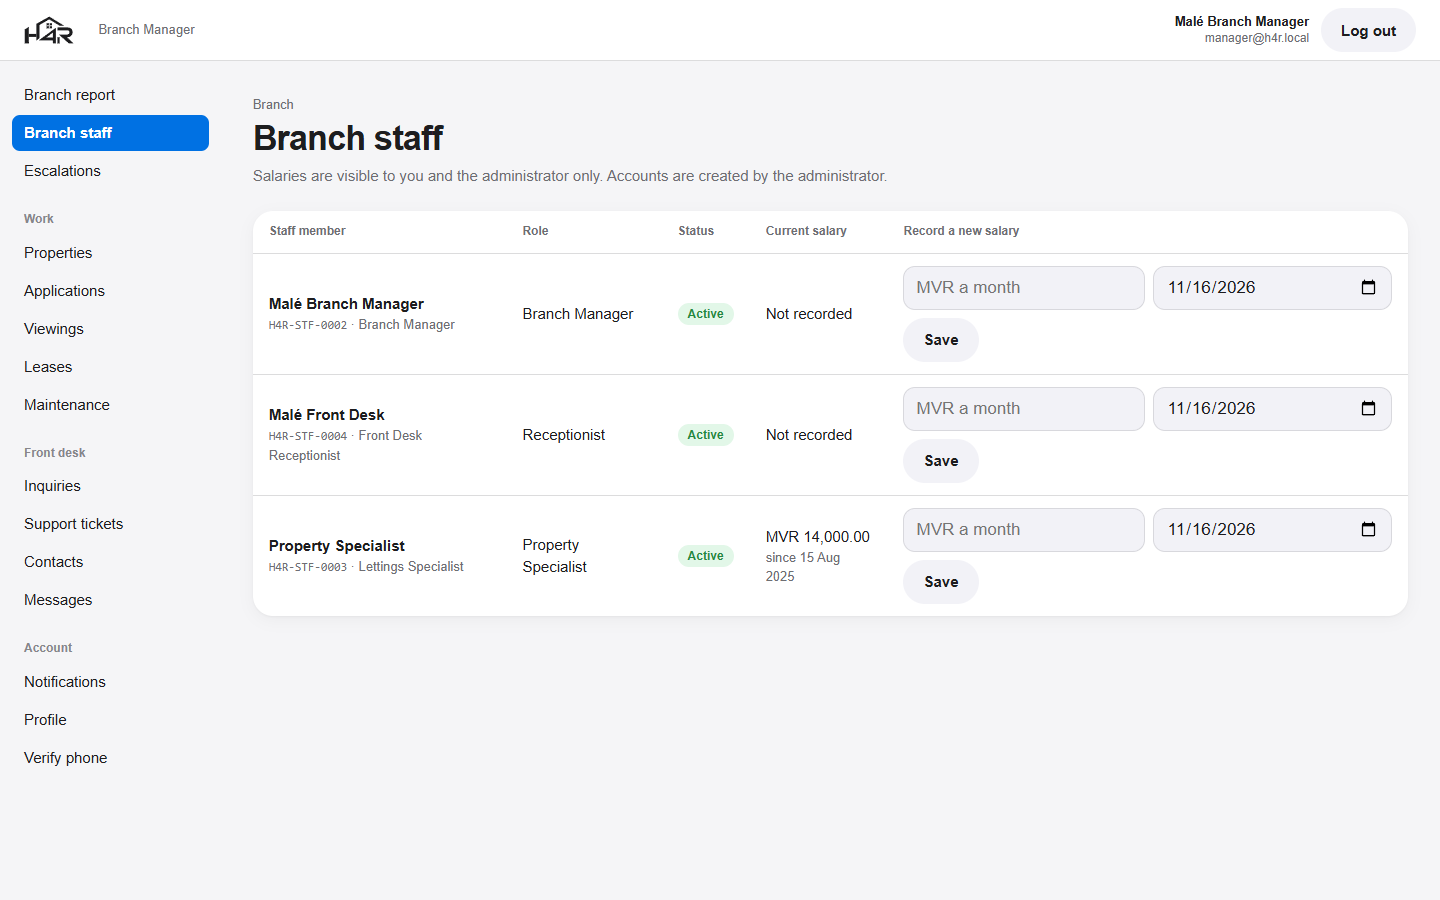 H4R
Branch Manager
Malé Branch Manager
manager@h4r.local
Log out
Branch report
Branch staff
Escalations
Work
Properties
Applications
Viewings
Leases
Maintenance
Front desk
Inquiries
Support tickets
Contacts
Messages
Account
Notifications
Profile
Verify phone
Branch
Branch staff
Salaries are visible to you and the administrator only. Accounts are created by the administrator.
Staff member Role Status Current salary Record a new salary
Malé Branch Manager
H4R-STF-0002 · Branch Manager
Branch Manager
Active
Not recorded
MVR a month
11/16/2026
Save
Malé Front Desk
H4R-STF-0004 · Front Desk
Receptionist
Receptionist
Active
Not recorded
MVR a month
11/16/2026
Save
Property Specialist
H4R-STF-0003 · Lettings Specialist
Property
Specialist
Active
MVR 14,000.00
since 15 Aug
2025
MVR a month
11/16/2026
Save